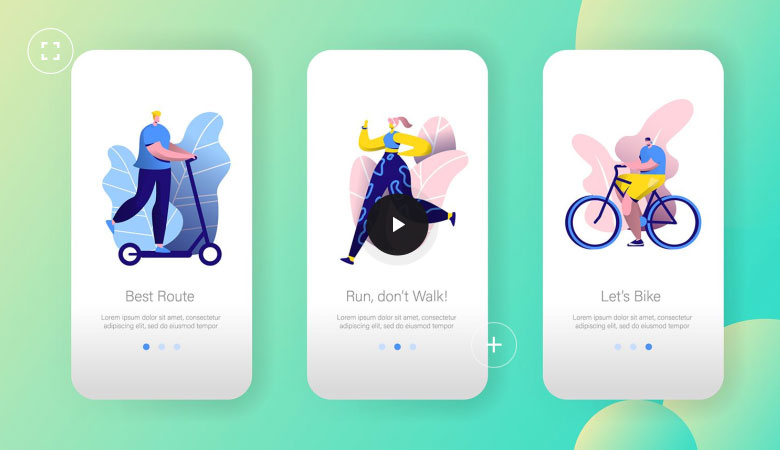 Best Route
Lorem ipsum dolor sit amet, consectetur
adipiscing elit, sed do eiusmod tempor
Run, don't Walk!
Lorem ipsum dolor sit amet, consectetur
adipiscing elit, sed do eiusmod tempor
Let's Bike
Lorem ipsum dolor sit amet, consectetur
adipiscing elit, sed do eiusmod tempor